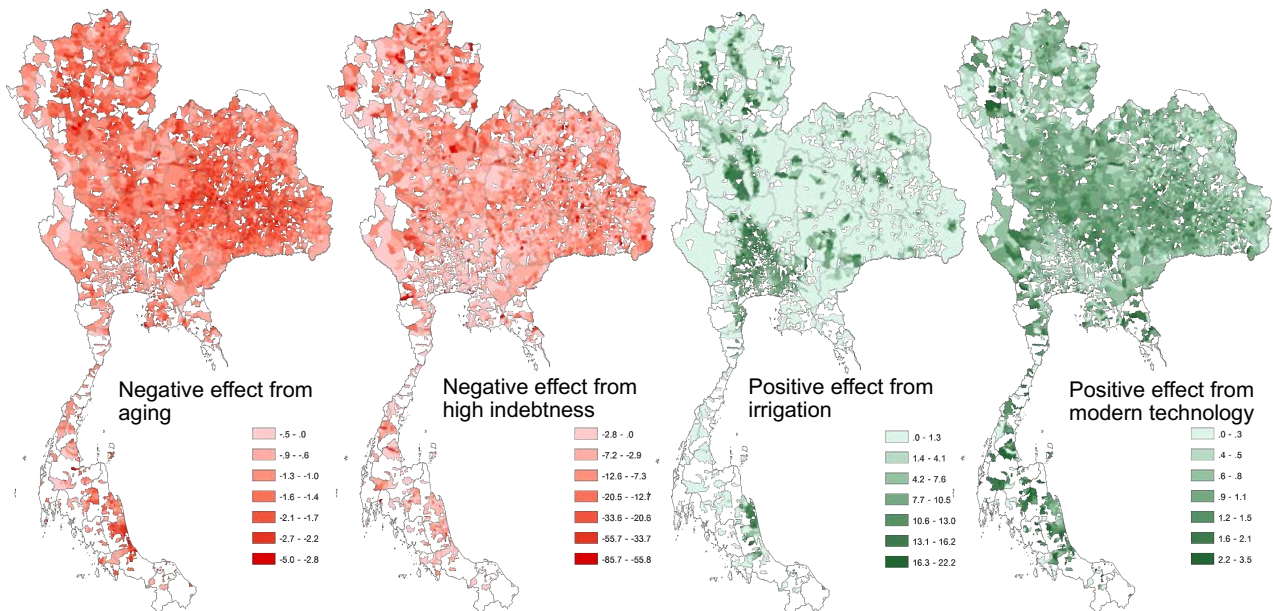 Negative effect from
aging
-.5 - .0
-.9 - -.6
-1.3 - -1.0
-1.6 - -1.4
-2.1 - -1.7
-2.7 - -2.2
-5.0 - -2.8
Negative effect from
high indebtness
-2.8 - .0
-7.2 - -2.9
-12.6 - -7.3
-20.5 - -12.7
-33.6 - -20.6
-55.7 - -33.7
-85.7 - -55.8
Positive effect from
irrigation
.0 - 1.3
1.4 - 4.1
4.2 - 7.6
7.7 - 10.5
10.6 - 13.0
13.1 - 16.2
16.3 - 22.2
Positive effect from
modern technology
.0 - .3
.4 - .5
.6 - .8
.9 - 1.1
1.2 - 1.5
1.6 - 2.1
2.2 - 3.5